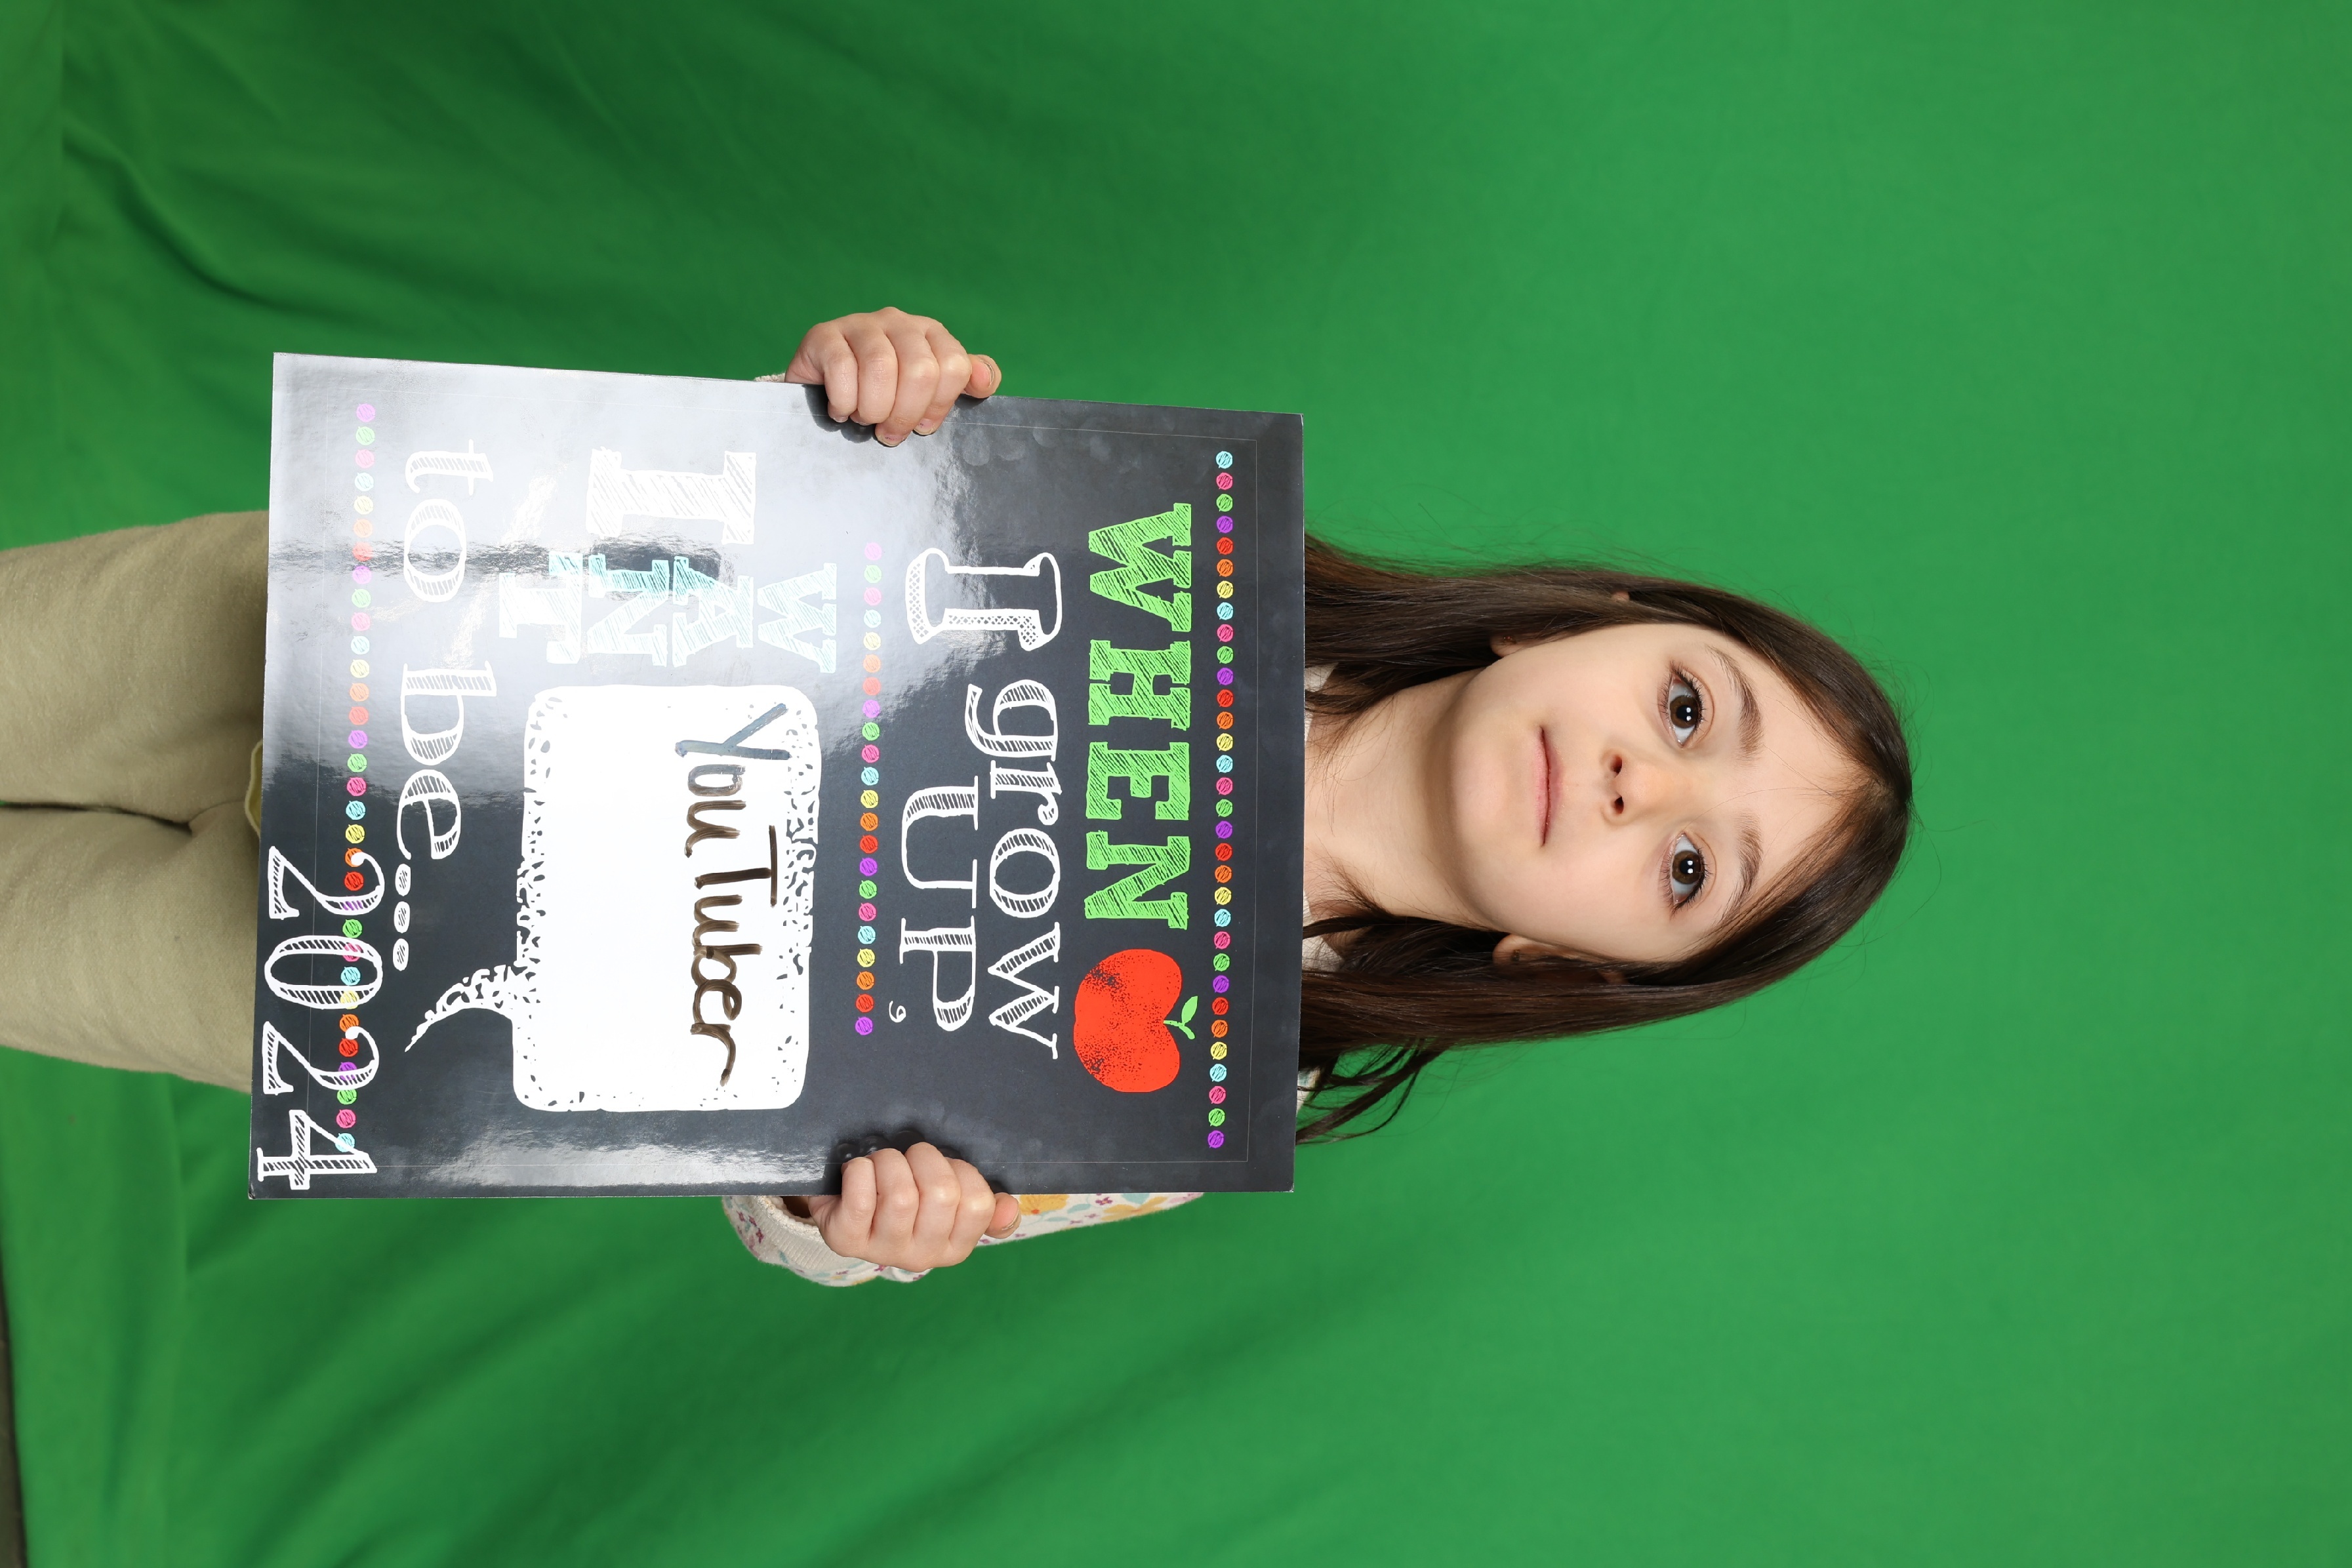 WHEN
I grow
UP,
I WANT
YouTuber
to be...
2024